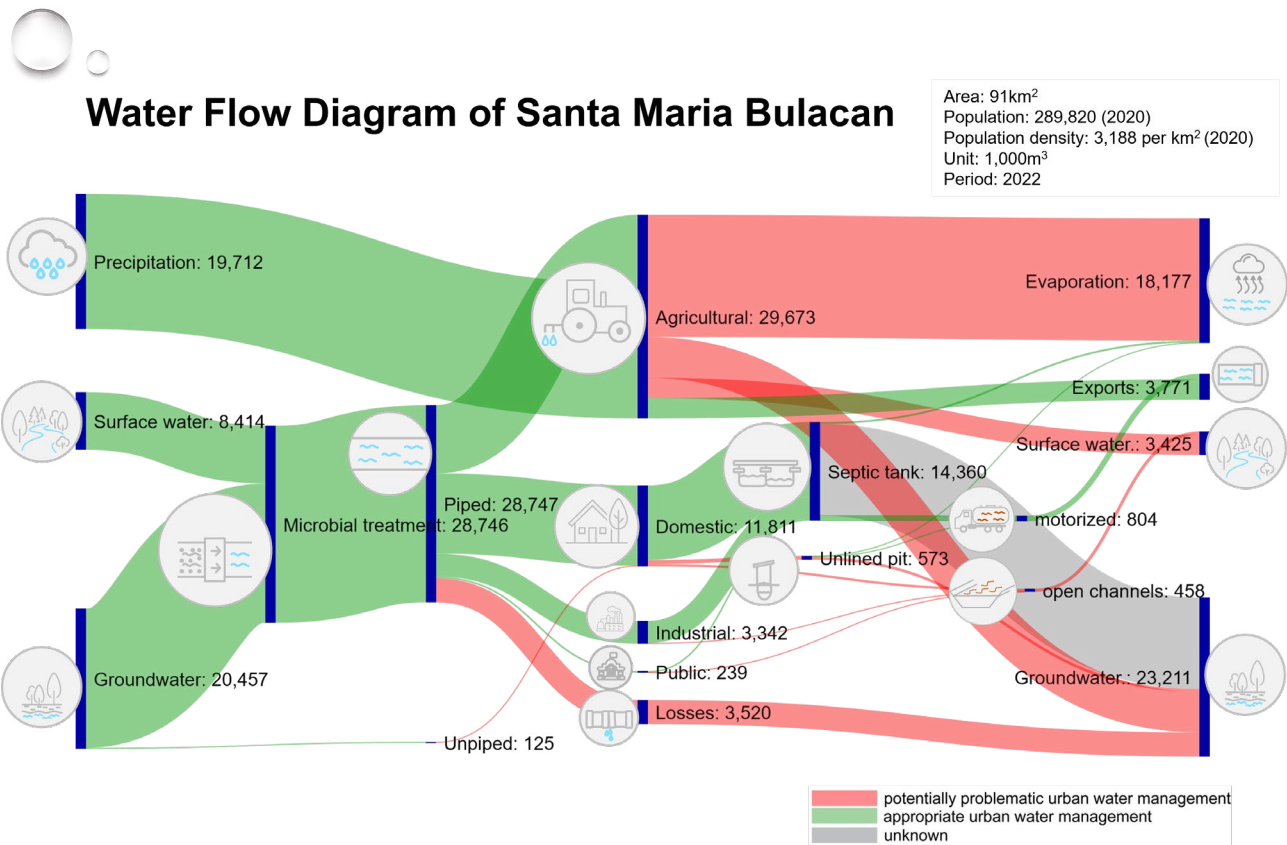 Water Flow Diagram of Santa Maria Bulacan
Area: 91km²
Population: 289,820 (2020)
Population density: 3,188 per km² (2020)
Unit: 1,000m³
Period: 2022
Precipitation: 19,712
Surface water: 8,414
Groundwater: 20,457
Microbial treatment: 28,746
Piped: 28,747
Unpiped: 125
Agricultural: 29,673
Domestic: 11,811
Industrial: 3,342
Public: 239
Losses: 3,520
Septic tank: 14,360
Unlined pit: 573
motorized: 804
open channels: 458
Evaporation: 18,177
Exports: 3,771
Surface water.: 3,425
Groundwater.: 23,211
potentially problematic urban water management
appropriate urban water management
unknown